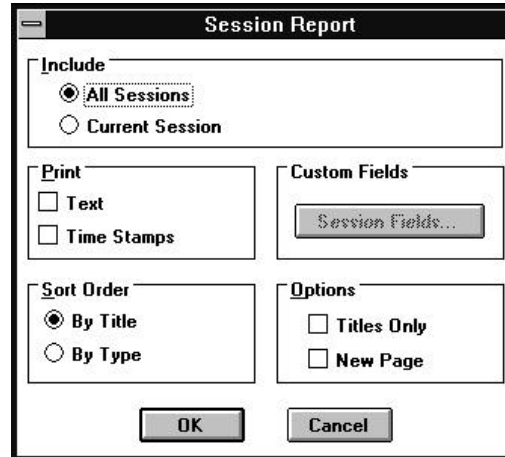 Session Report
Include
All Sessions
Current Session
Print
Text
Time Stamps
Custom Fields
Session Fields...
Sort Order
By Title
By Type
Options
Titles Only
New Page
OK
Cancel